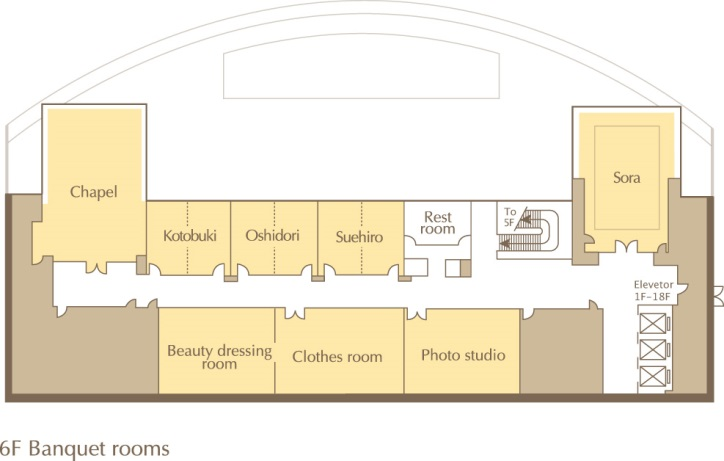 Chapel
Kotobuki
Oshidori
Suehiro
Rest
room
To
5F
Sora
Elevetor
1F-18F
Beauty dressing
room
Clothes room
Photo studio
6F Banquet rooms